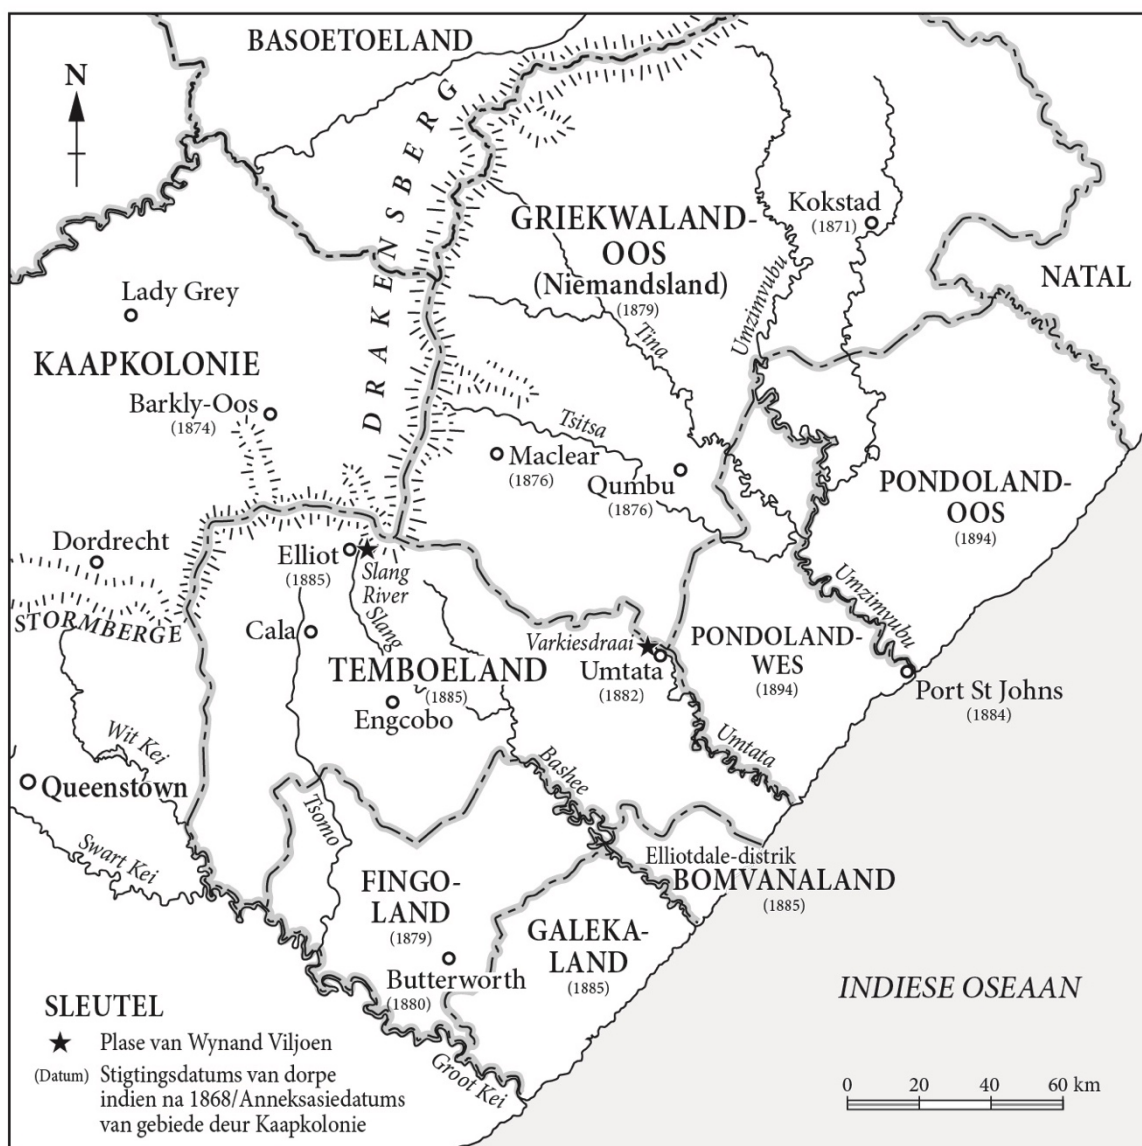 BASOETOELAND
N
DRAKENSBERG
GRIEKWALAND-
OOS
(Niemandsland)
(1879)
Kokstad
(1871)
NATAL
Umzimvubu
Lady Grey
Tina
KAAPKOLONIE
Barkly-Oos
(1874)
Tsitsa
Maclear
(1876)
Qumbu
(1876)
PONDOLAND-
OOS
(1894)
Dordrecht
Elliot
(1885)
Slang
River
Slang
Umzimvubu
STORMBERGE
Cala
Varkiesdraai
PONDOLAND-
WES
(1894)
TEMBOELAND
(1885)
Umtata
(1882)
Port St Johns
(1884)
Engcobo
Wit Kei
Umtata
Bashee
Queenstown
Tsomo
Swart Kei
Elliotdale-distrik
BOMVANALAND
(1885)
FINGO-
LAND
(1879)
GALEKA-
LAND
(1885)
Butterworth
(1880)
INDIESE OSEAAN
Groot Kei
SLEUTEL
★ Plase van Wynand Viljoen
(Datum) Stigtingsdatums van dorpe
indien na 1868/Anneksasiedatums
van gebiede deur Kaapkolonie
0 20 40 60 km